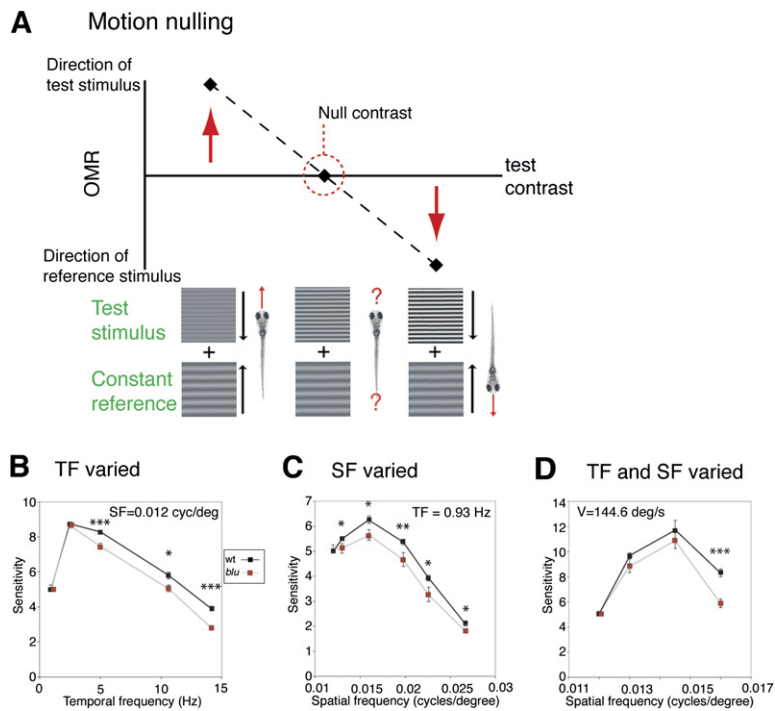 A Motion nulling
Direction of
test stimulus
Null contrast
OMR
test
contrast
Direction of
reference stimulus
Test
stimulus
? 
+ + +
Constant
reference
?
B TF varied
SF=0.012 cyc/deg
***
*
***
wt
blu
Sensitivity
10
8
6
4
2
0
0 5 10 15
Temporal frequency (Hz)
C SF varied
TF = 0.93 Hz
*
*
**
*
*
Sensitivity
7
6
5
4
3
2
1
0
0.01 0.015 0.02 0.025 0.03
Spatial frequency (cycles/degree)
D TF and SF varied
V=144.6 deg/s
***
Sensitivity
14
12
10
8
6
4
2
0
0.011 0.013 0.015 0.017
Spatial frequency (cycles/degree)